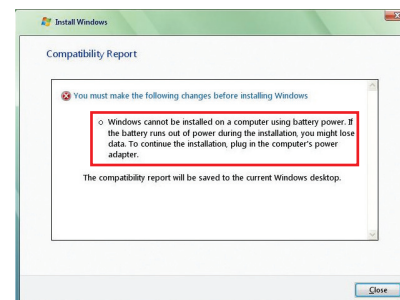 Install Windows
Compatibility Report
You must make the following changes before installing Windows
o Windows cannot be installed on a computer using battery power. If
the battery runs out of power during the installation, you might lose
data. To continue the installation, plug in the computer's power
adapter.
The compatibility report will be saved to the current Windows desktop.
Close